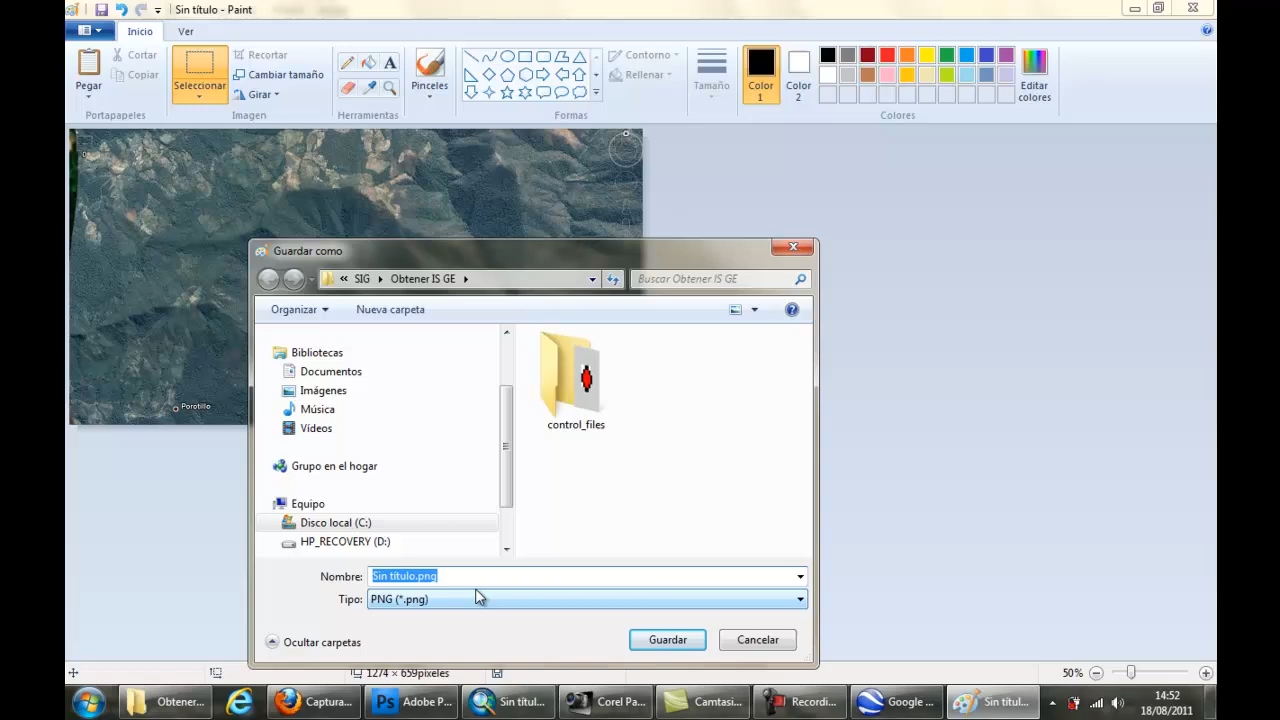 Sin título - Paint
Inicio Ver
Pegar
Cortar
Copiar
Portapapeles
Seleccionar
Recortar
Cambiar tamaño
Girar
Imagen
A
Herramientas
Pinceles
Contorno
Rellenar
Formas
Tamaño
Color
1
Color
2
Editar
colores
Colores
Porotillo
Guardar como
SIG Obtener IS GE
Buscar Obtener IS GE
Organizar Nueva carpeta
Bibliotecas
Documentos
Imágenes
Música
Vídeos
Grupo en el hogar
Equipo
Disco local (C:)
HP_RECOVERY (D:)
control_files
Nombre: Sin título.png
Tipo: PNG (*.png)
Ocultar carpetas
Guardar Cancelar
1274 × 659píxeles
50%
Obtener...
Captura...
Adobe P...
Sin títul...
Corel Pa...
Camtasi...
Recordi...
Google ...
Sin títul...
14:52
18/08/2011